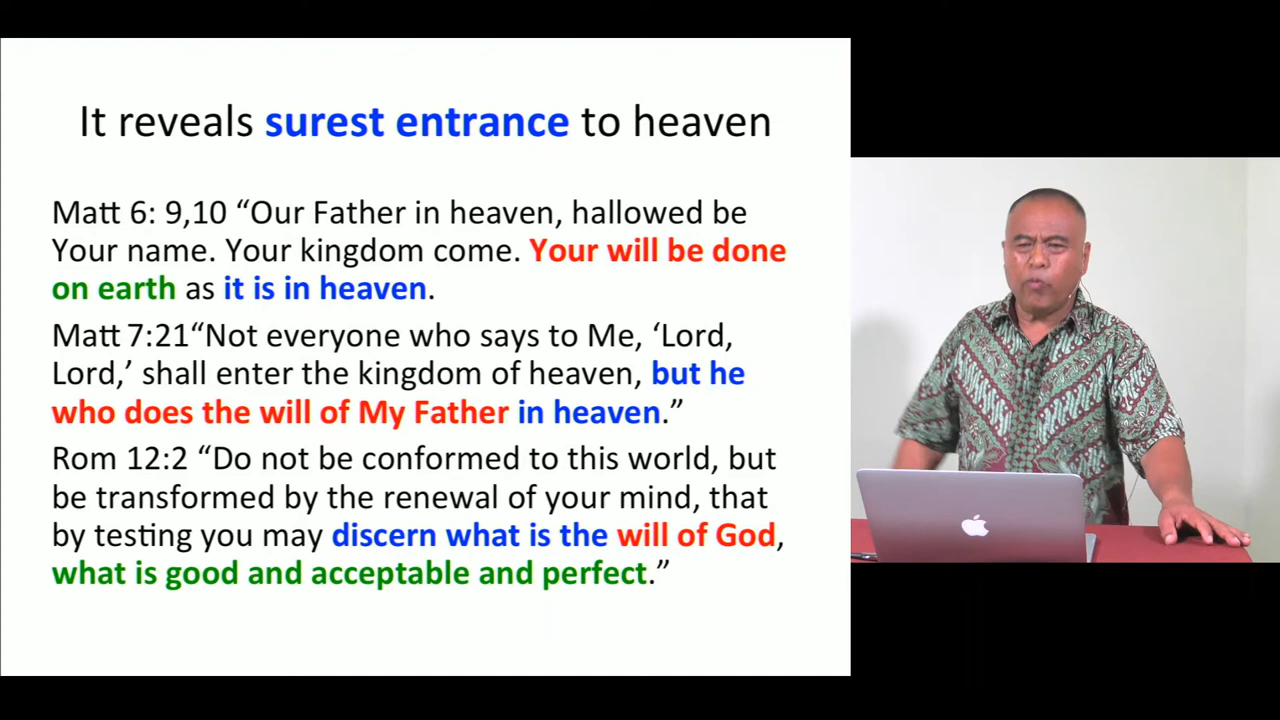 It reveals surest entrance to heaven
Matt 6: 9,10 “Our Father in heaven, hallowed be
Your name. Your kingdom come. Your will be done
on earth as it is in heaven.
Matt 7:21“Not everyone who says to Me, ‘Lord,
Lord,’ shall enter the kingdom of heaven, but he
who does the will of My Father in heaven.”
Rom 12:2 “Do not be conformed to this world, but
be transformed by the renewal of your mind, that
by testing you may discern what is the will of God,
what is good and acceptable and perfect.”